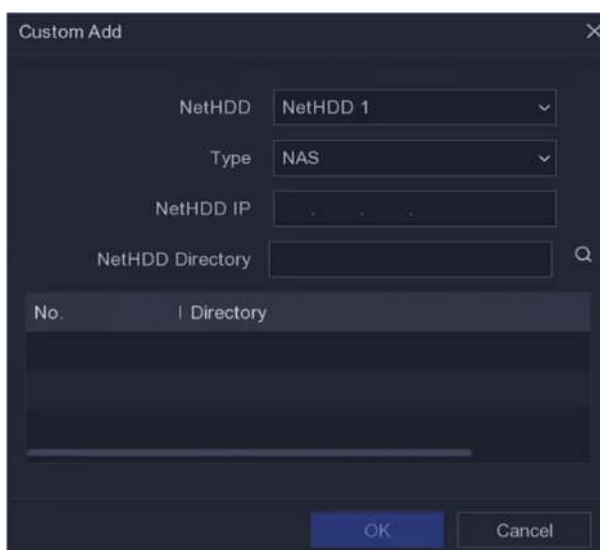 Custom Add
NetHDD NetHDD 1
Type NAS
NetHDD IP . . .
NetHDD Directory
No. Directory
OK Cancel